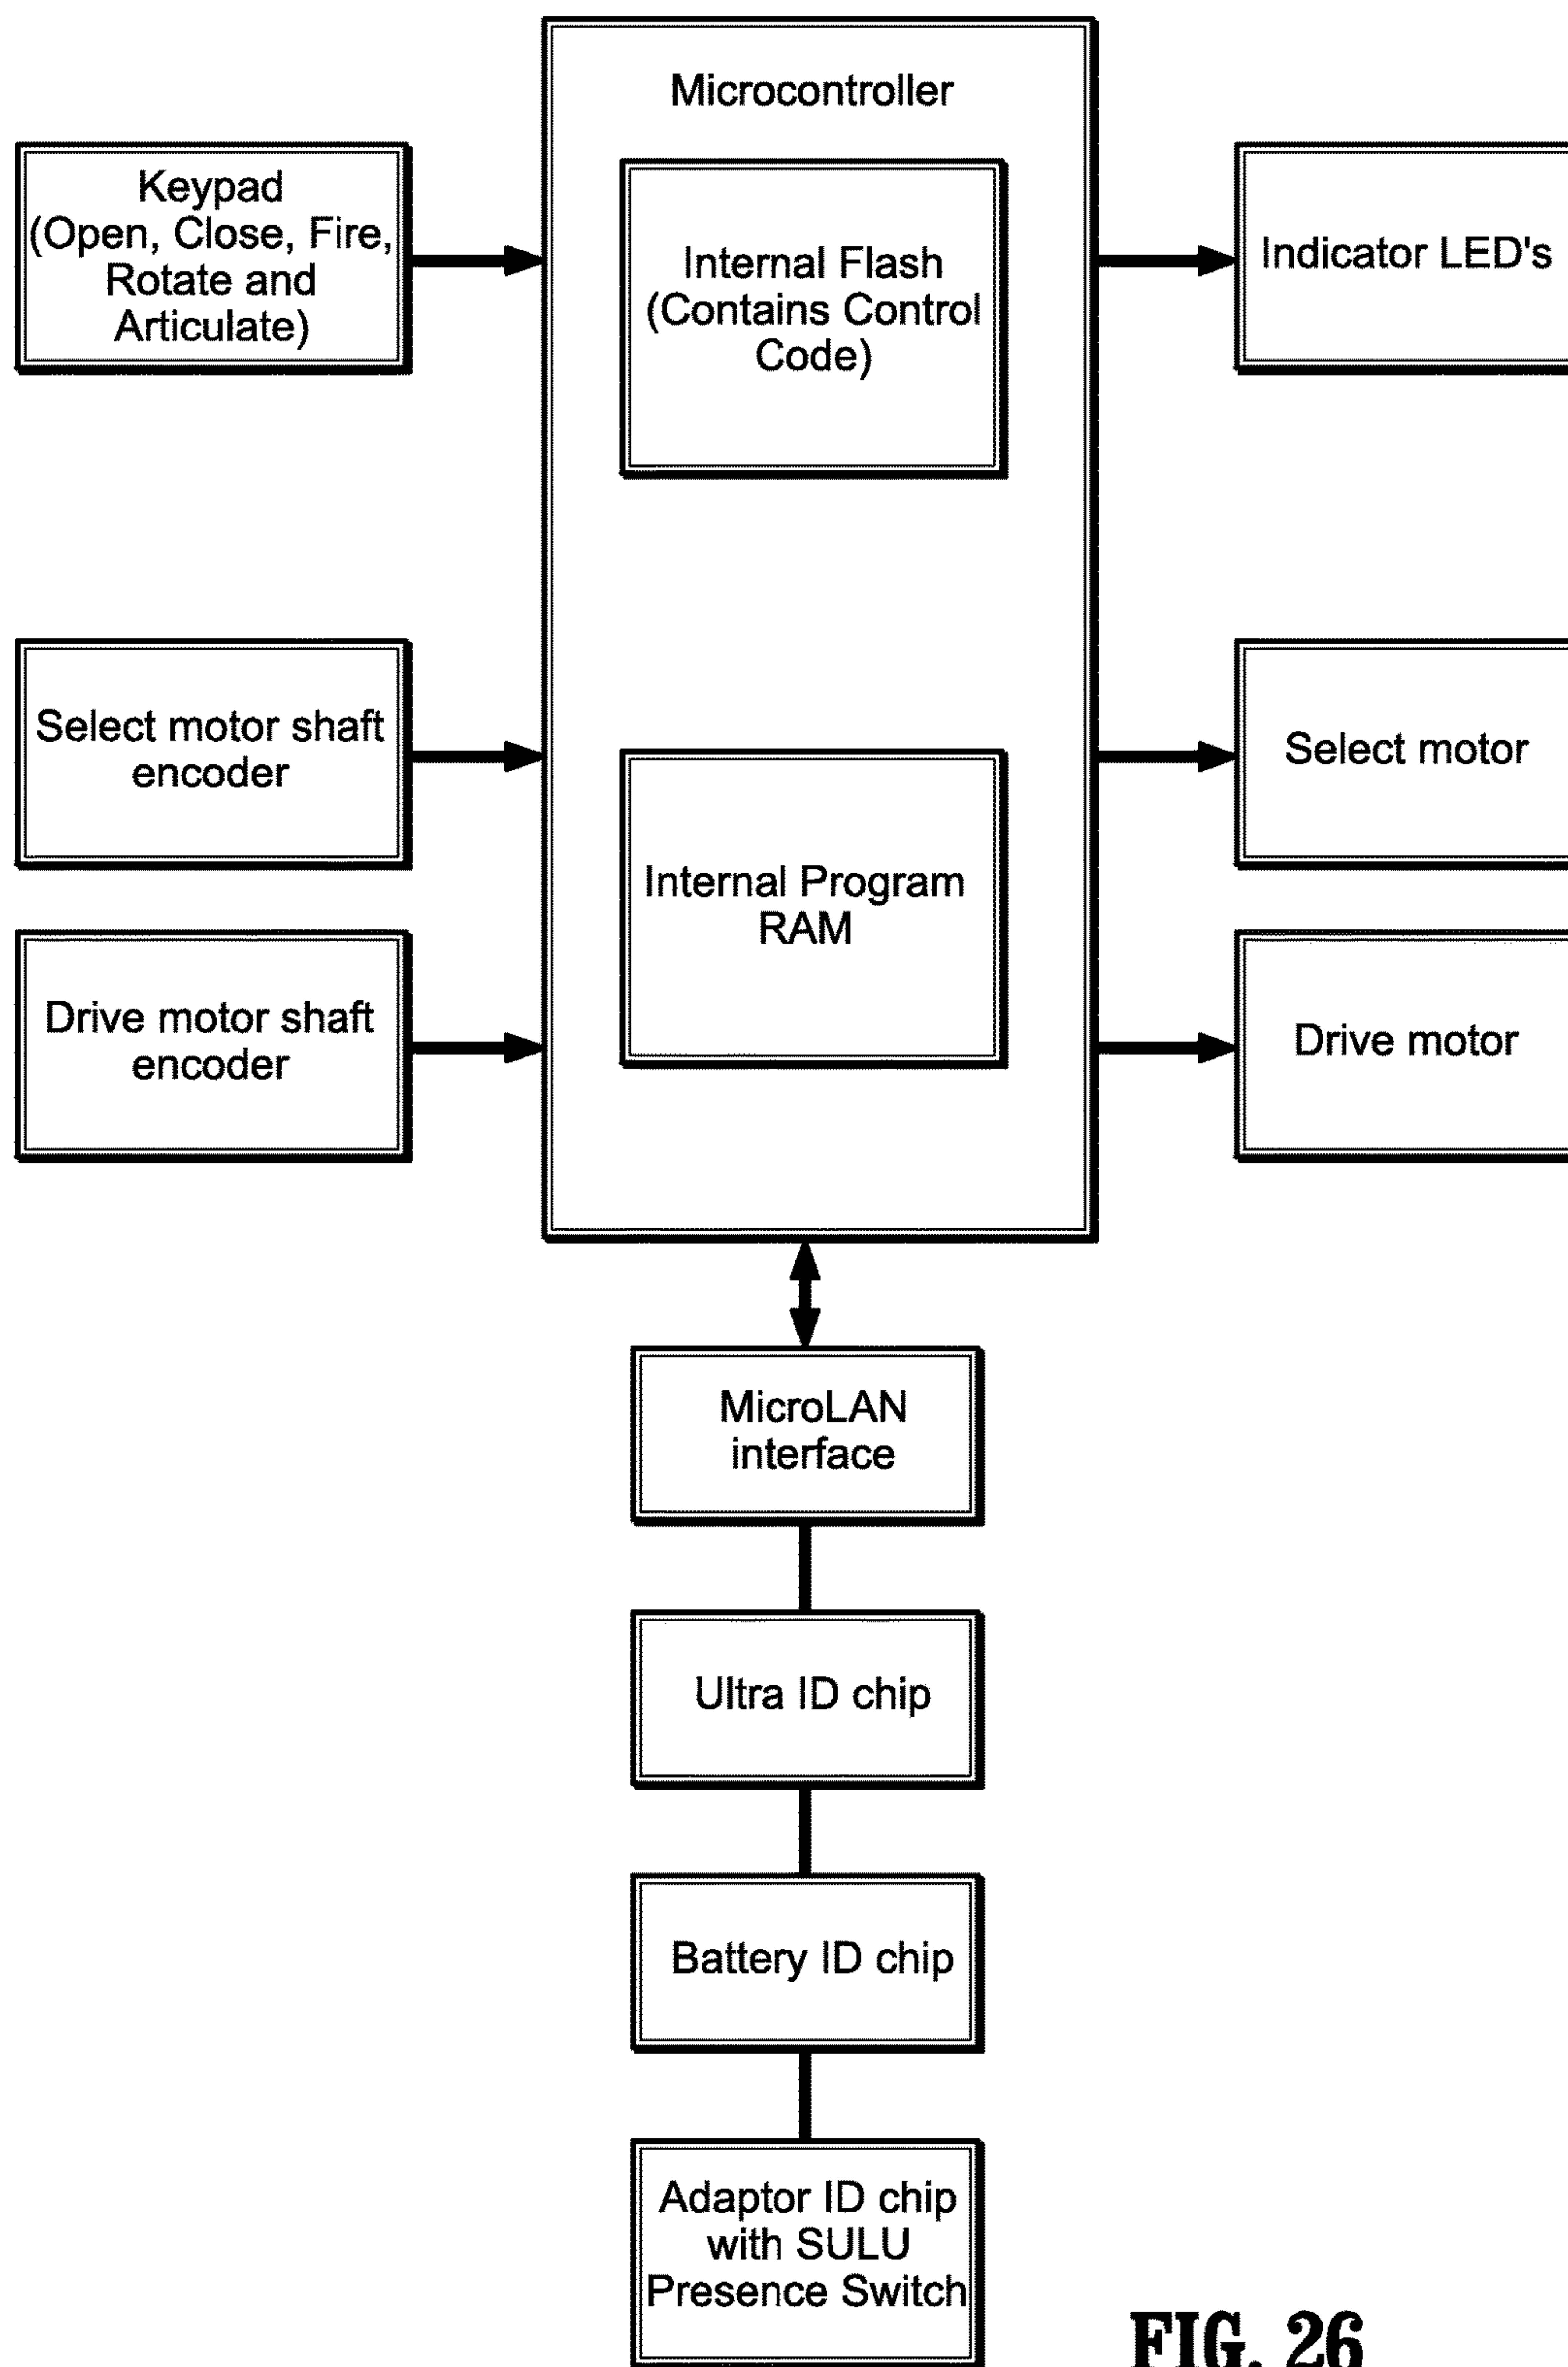 Microcontroller
Keypad
(Open, Close, Fire,
Rotate and
Articulate)
Internal Flash
(Contains Control
Code)
Indicator LED's
Select motor shaft
encoder
Select motor
Internal Program
RAM
Drive motor shaft
encoder
Drive motor
MicroLAN
interface
Ultra ID chip
Battery ID chip
Adaptor ID chip
with SULU
Presence Switch
FIG. 26